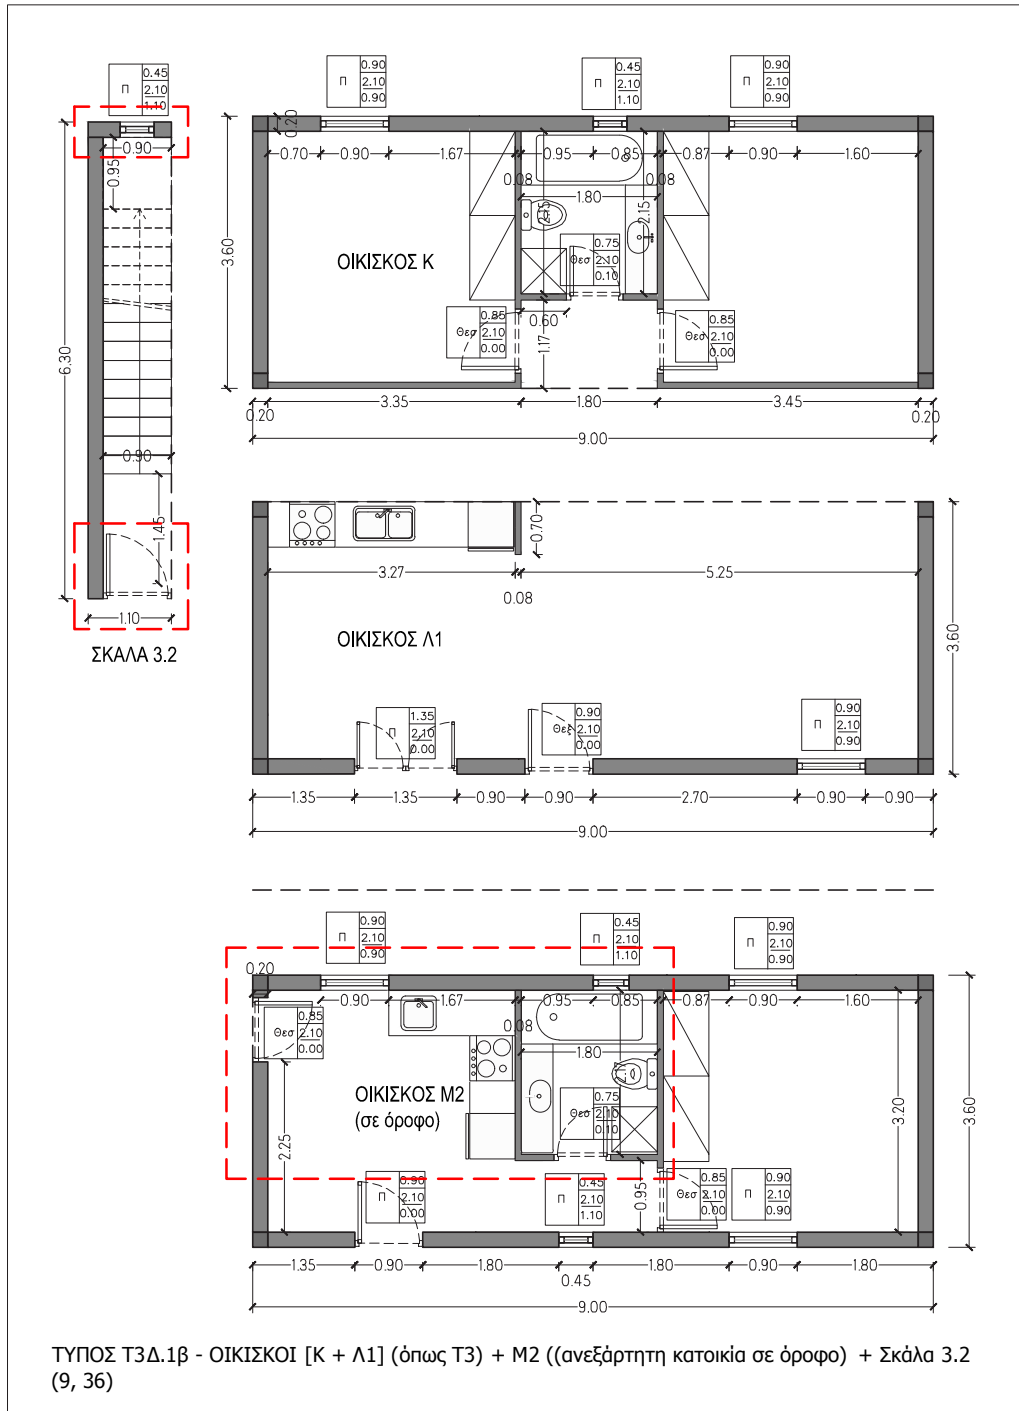 Π 0.45 2.10 1.10
Π 0.90 2.10 0.90
Π 0.45 2.10 1.10
Π 0.90 2.10 0.90
0.90
0.95
6.30
0.90
1.45
1.10
ΣΚΑΛΑ 3.2
0.20
0.70 0.90 1.67 0.95 0.85 0.87 0.90 1.60
0.08 0.08
1.80
2.15 2.15
3.60
ΟΙΚΙΣΚΟΣ Κ
Θεσ 0.75 2.10 0.10
Θεσ 0.85 2.10 0.00
0.60
1.17
Θεσ 0.85 2.10 0.00
3.35 1.80 3.45
0.20 0.20
9.00
0.70
3.27 5.25
0.08
ΟΙΚΙΣΚΟΣ Λ1
3.60
Π 1.35 2.10 0.00
Θεξ 0.90 2.10 0.00
Π 0.90 2.10 0.90
1.35 1.35 0.90 0.90 2.70 0.90 0.90
9.00
Π 0.90 2.10 0.90
Π 0.45 2.10 1.10
Π 0.90 2.10 0.90
0.20
0.90 1.67 0.95 0.85 0.87 0.90 1.60
Θεσ 0.85 2.10 0.00
0.08
1.80
ΟΙΚΙΣΚΟΣ Μ2
(σε όροφο)
Θεσ 0.75 2.10 0.10
2.25
3.20
3.60
Π 0.90 2.10 0.00
Π 0.45 2.10 1.10
0.95
Θεσ 0.85 2.10 0.00
Π 0.90 2.10 0.90
1.35 0.90 1.80 1.80 0.90 1.80
0.45
9.00
ΤΥΠΟΣ Τ3Δ.1β - ΟΙΚΙΣΚΟΙ [Κ + Λ1] (όπως Τ3) + Μ2 ((ανεξάρτητη κατοικία σε όροφο) + Σκάλα 3.2
(9, 36)